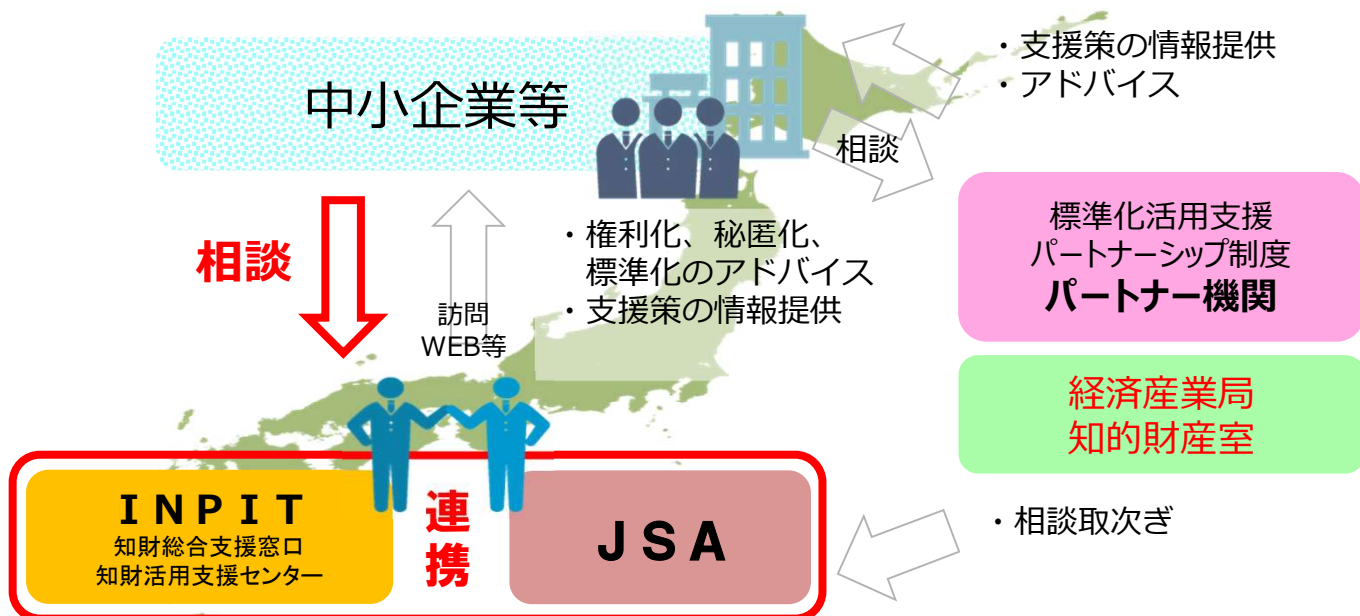 中小企業等
・支援策の情報提供
・アドバイス
相談
相談
・権利化、秘匿化、
標準化のアドバイス
・支援策の情報提供
訪問
WEB等
標準化活用支援
パートナーシップ制度
パートナー機関
経済産業局
知的財産室
ＩＮＰＩＴ
知財総合支援窓口
知財活用支援センター
連
携
ＪＳＡ
・相談取次ぎ